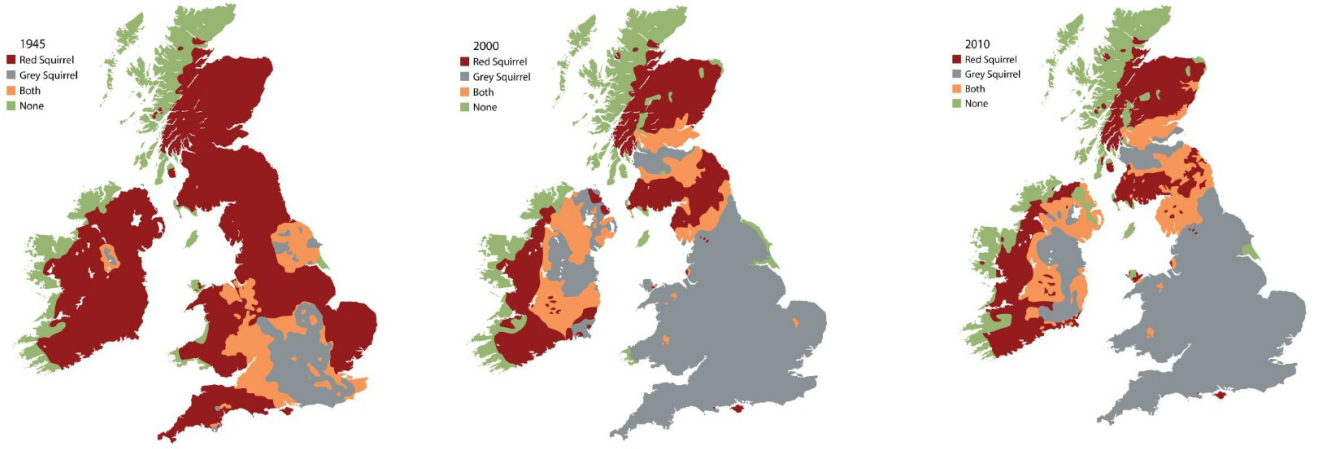 1945
Red Squirrel
Grey Squirrel
Both
None
2000
Red Squirrel
Grey Squirrel
Both
None
2010
Red Squirrel
Grey Squirrel
Both
None